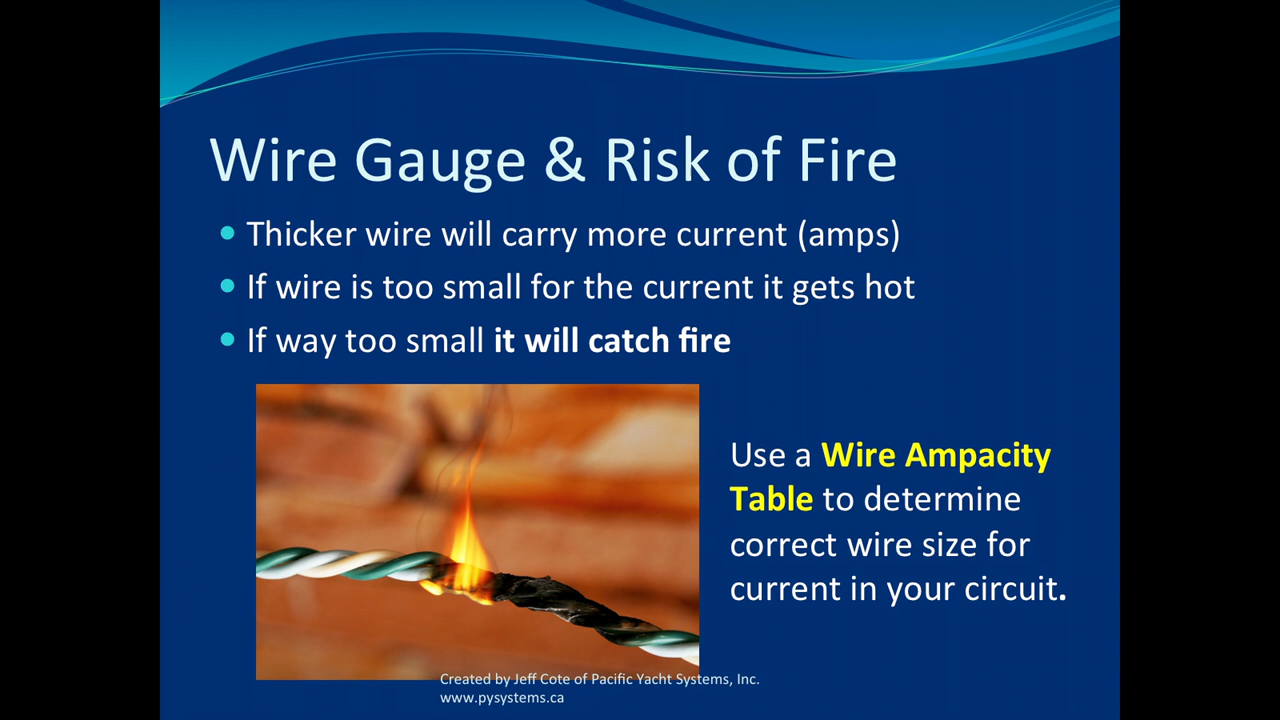 Wire Gauge & Risk of Fire
• Thicker wire will carry more current (amps)
• If wire is too small for the current it gets hot
• If way too small it will catch fire
Use a Wire Ampacity
Table to determine
correct wire size for
current in your circuit.
Created by Jeff Cote of Pacific Yacht Systems, Inc.
www.pysystems.ca